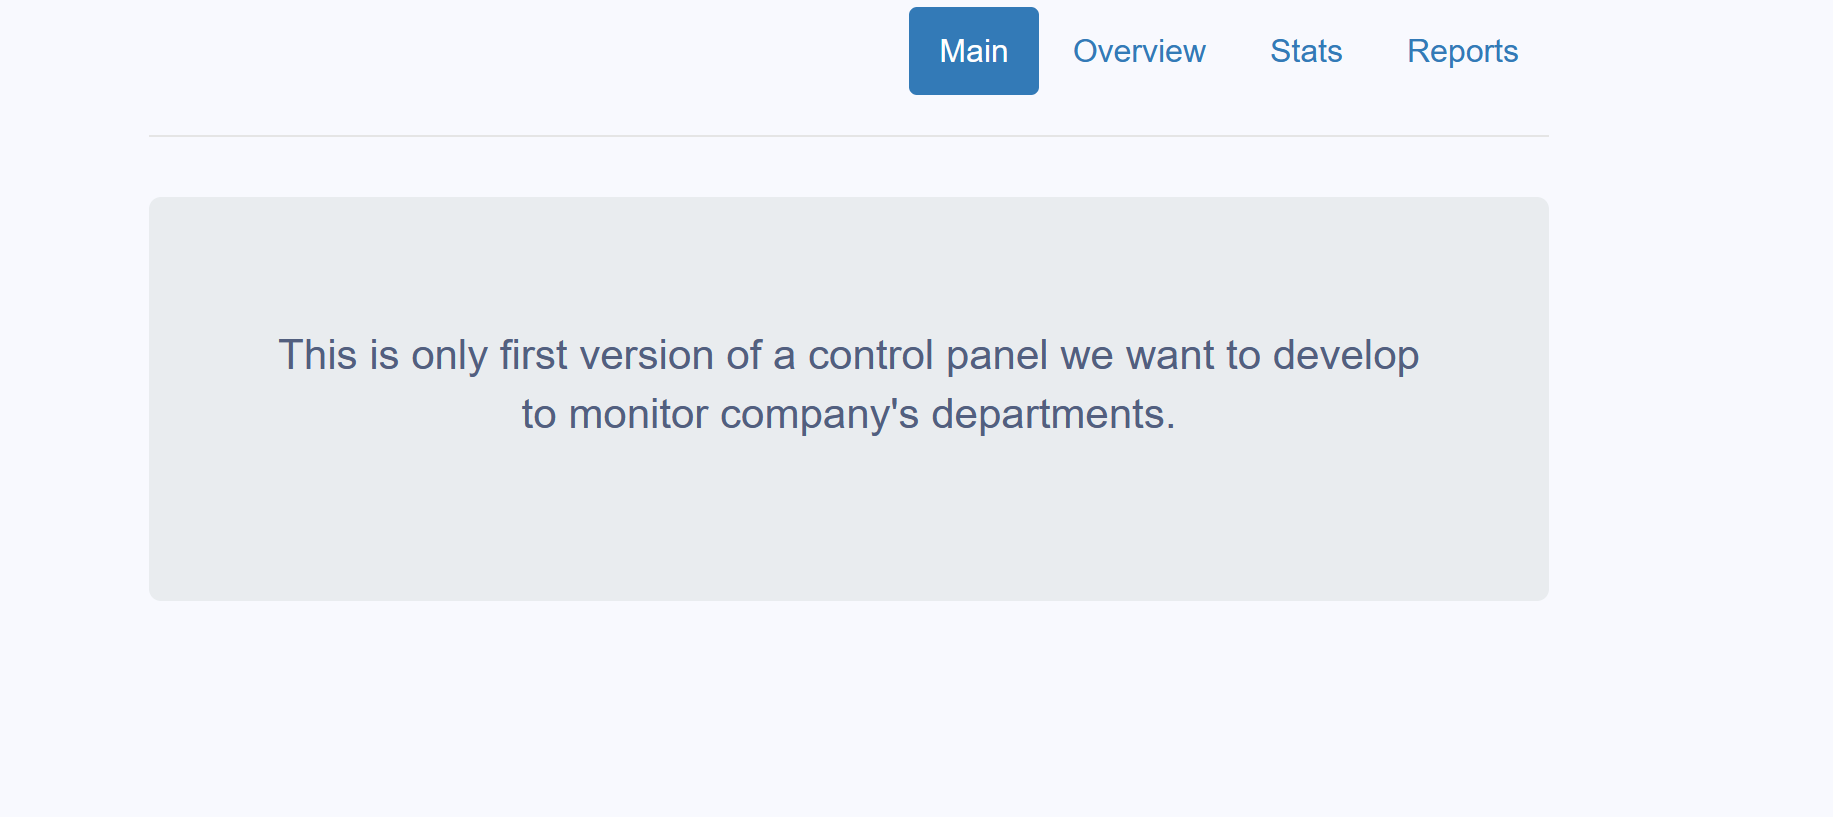 Main Overview Stats Reports
This is only first version of a control panel we want to develop
to monitor company's departments.